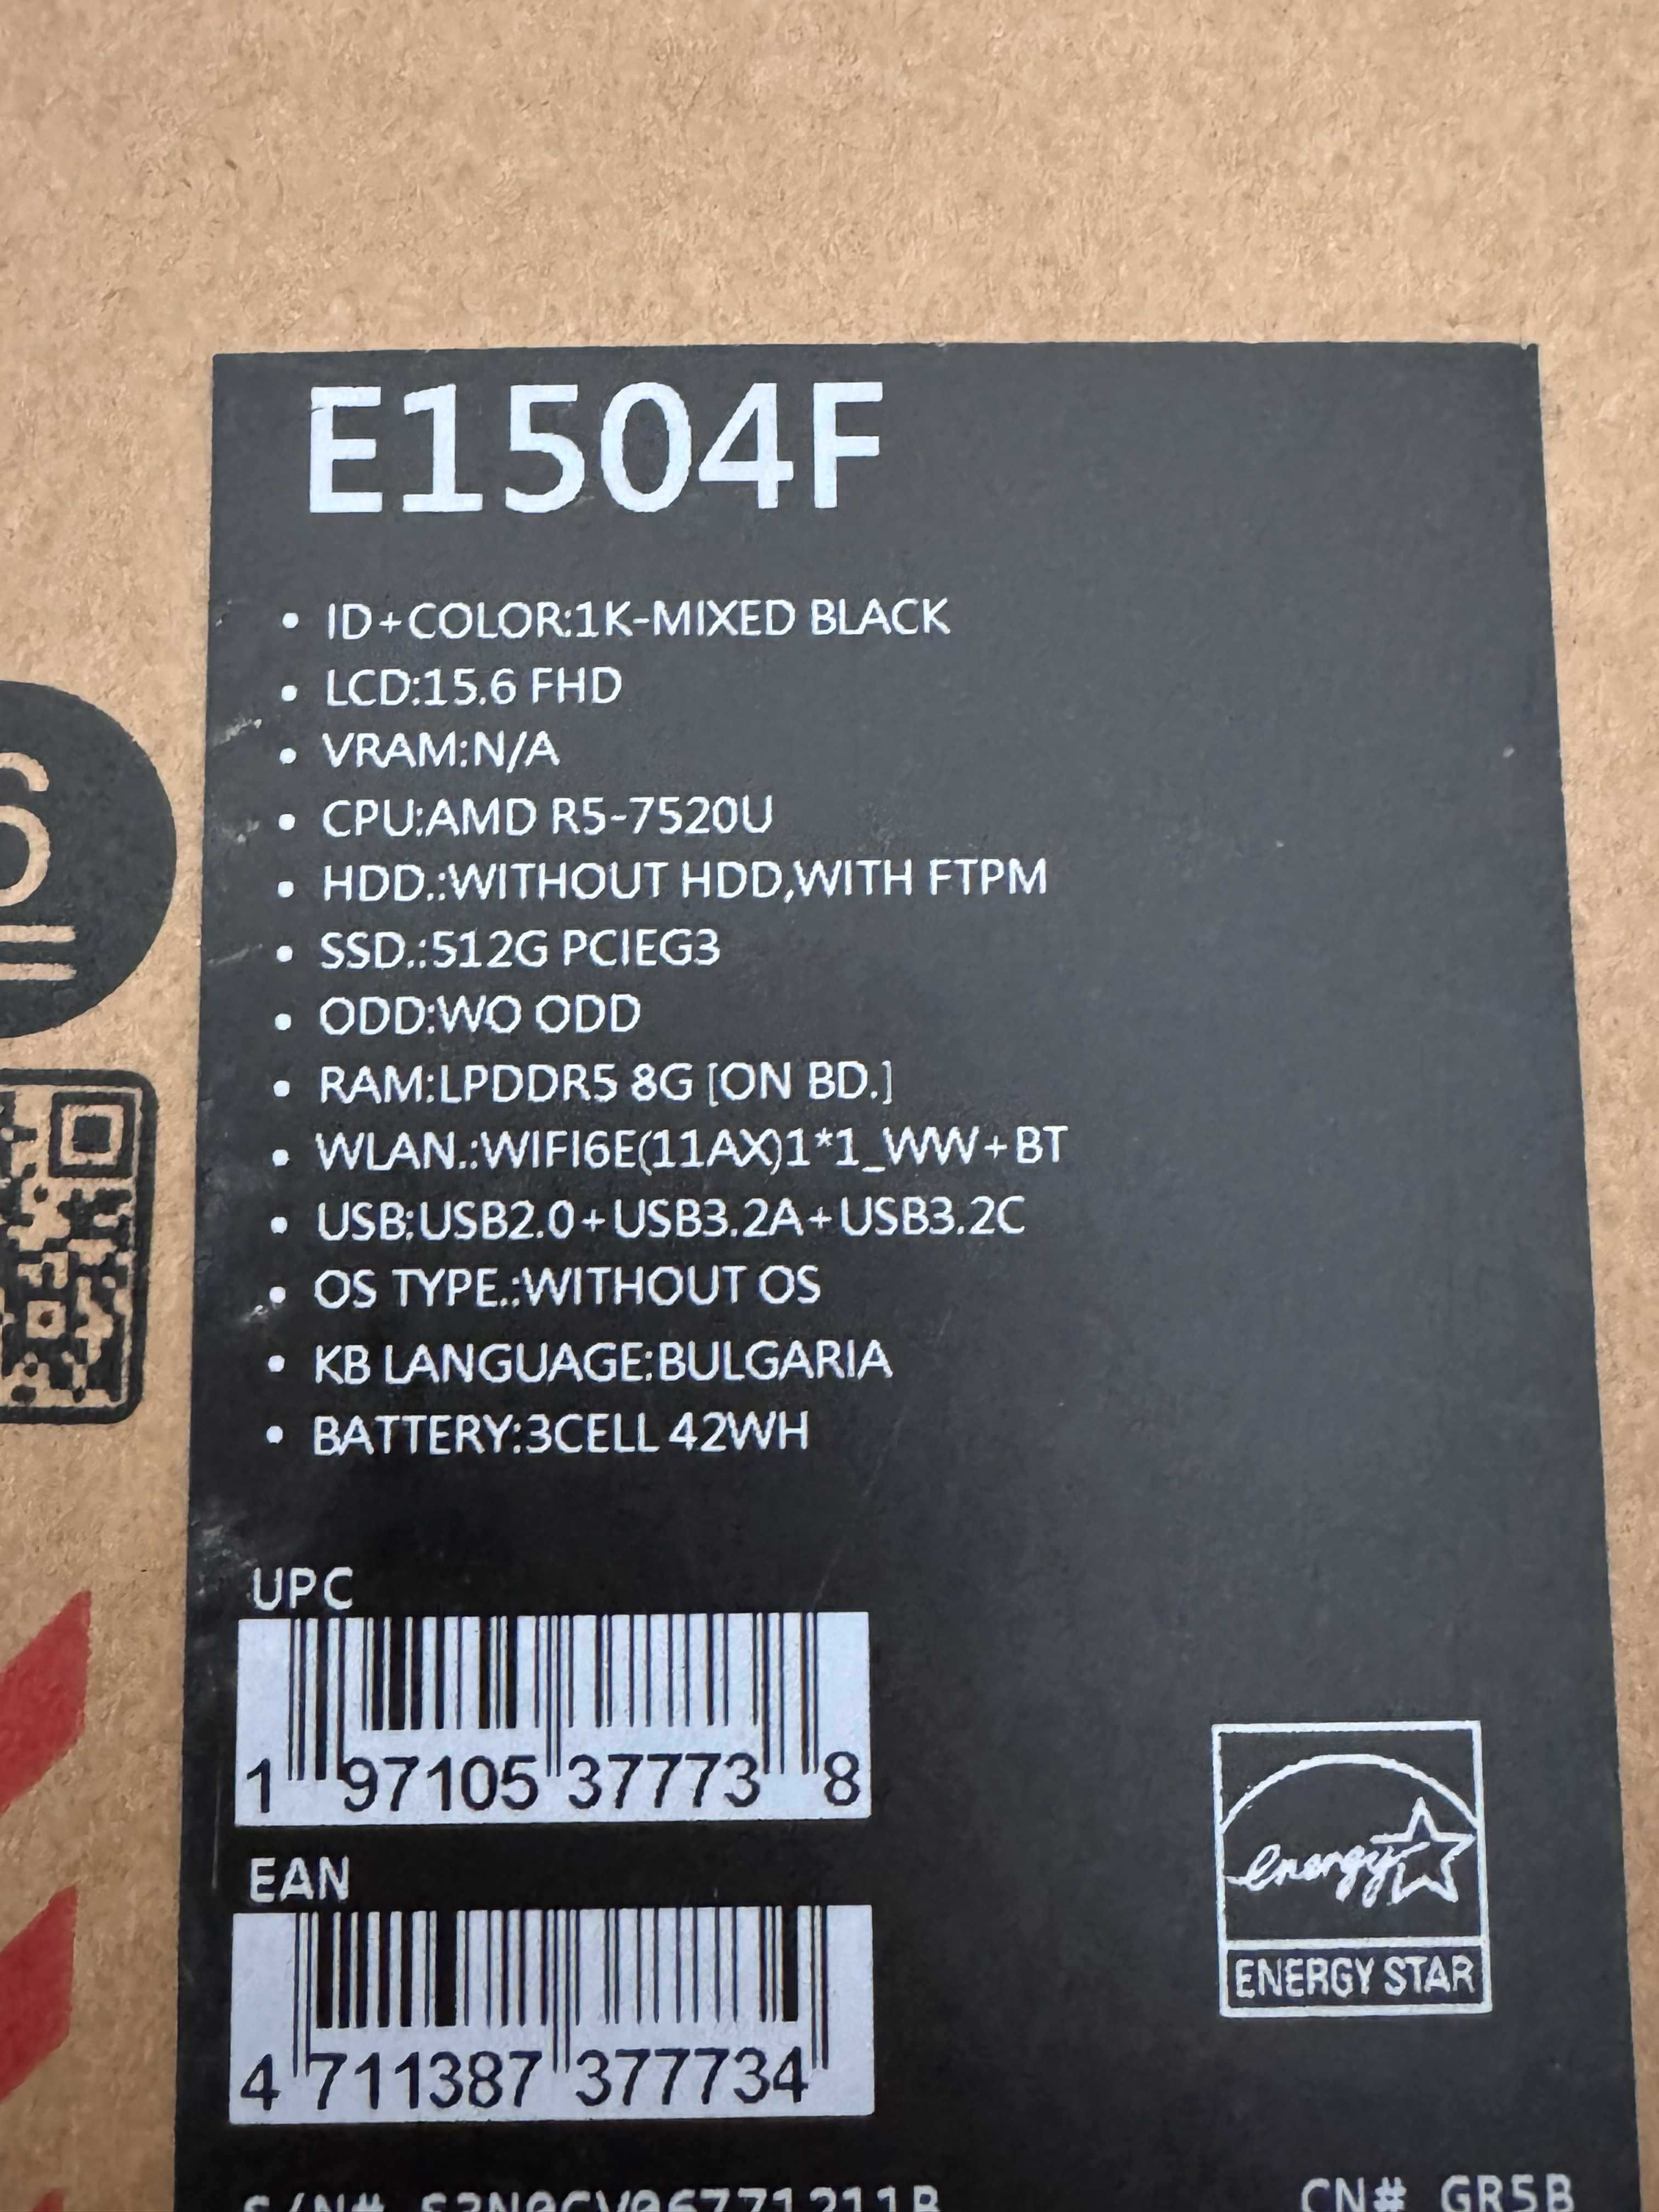 E1504F
• ID+COLOR:1K-MIXED BLACK
• LCD:15.6 FHD
• VRAM:N/A
• CPU:AMD R5-7520U
• HDD.:WITHOUT HDD,WITH FTPM
• SSD.:512G PCIEG3
• ODD:WO ODD
• RAM:LPDDR5 8G [ON BD.]
• WLAN.:WIFI6E(11AX)1*1_WW+BT
• USB:USB2.0+USB3.2A+USB3.2C
• OS TYPE.:WITHOUT OS
• KB LANGUAGE:BULGARIA
• BATTERY:3CELL 42WH
UPC
1 97105 37773 8
EAN
4 711387 377734
energy
ENERGY STAR
6
CN# GR5B